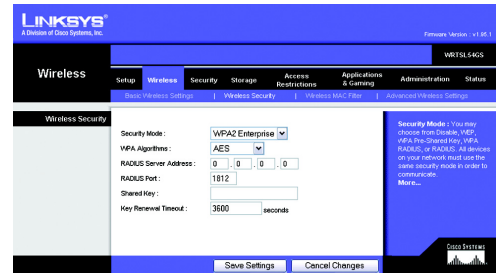 LINKSYS®
A Division of Cisco Systems, Inc.
Firmware Version : v1.95.1
WRTSL54GS
Wireless
Setup Wireless Security Storage Access Restrictions Applications & Gaming Administration Status
Basic Wireless Settings | Wireless Security | Wireless MAC Filter | Advanced Wireless Settings
Wireless Security
Security Mode : WPA2 Enterprise
WPA Algorithms : AES
RADIUS Server Address : 0 . 0 . 0 . 0
RADIUS Port : 1812
Shared Key :
Key Renewal Timeout : 3600 seconds
Security Mode : You may
choose from Disable, WEP,
WPA Pre-Shared Key, WPA
RADIUS, or RADIUS. All devices
on your network must use the
same security mode in order to
communicate.
More...
Save Settings Cancel Changes
CISCO SYSTEMS